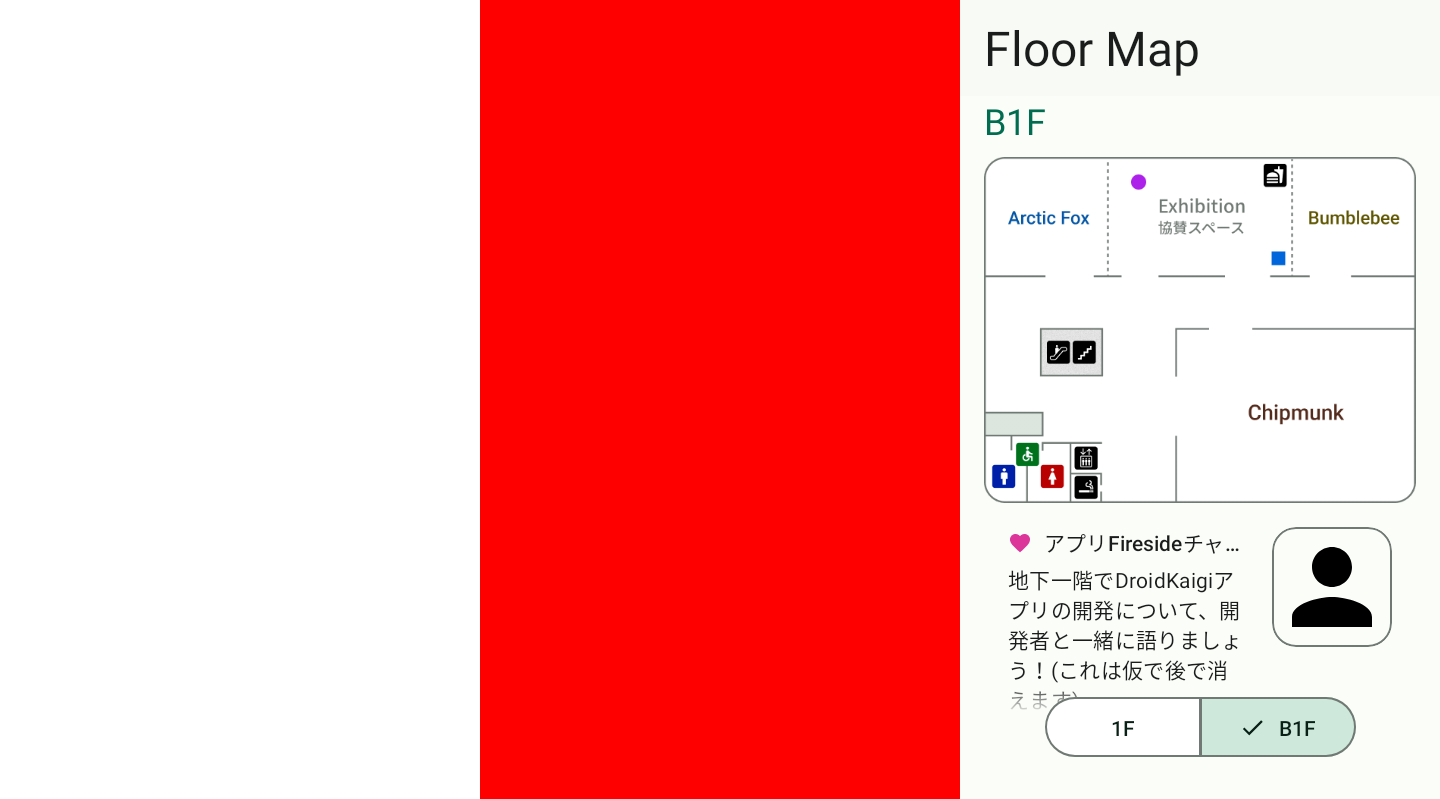 Floor Map
B1F
Arctic Fox
Exhibition
協賛スペース
Bumblebee
Chipmunk
アプリFiresideチャ…
地下一階でDroidKaigiア
プリの開発について、開
発者と一緒に語りましょ
う！(これは仮で後で消
えます)
1F
B1F